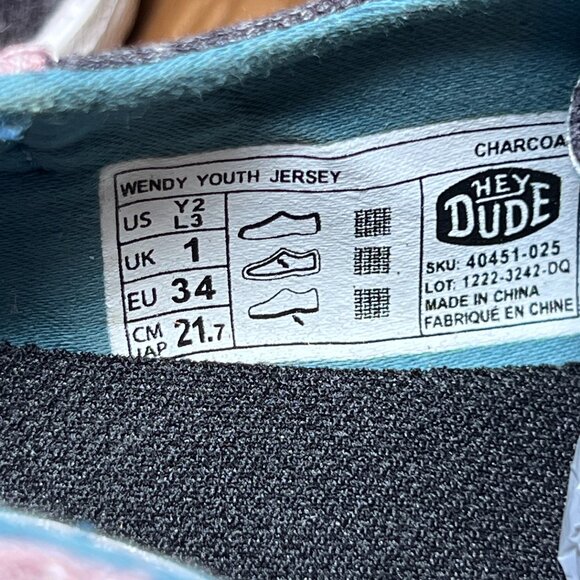 WENDY YOUTH JERSEY
CHARCOA
US Y2 L3
UK 1
EU 34
CM JAP 21.7
HEY
DUDE
SKU: 40451-025
LOT: 1222-3242-DQ
MADE IN CHINA
FABRIQUÉ EN CHINE